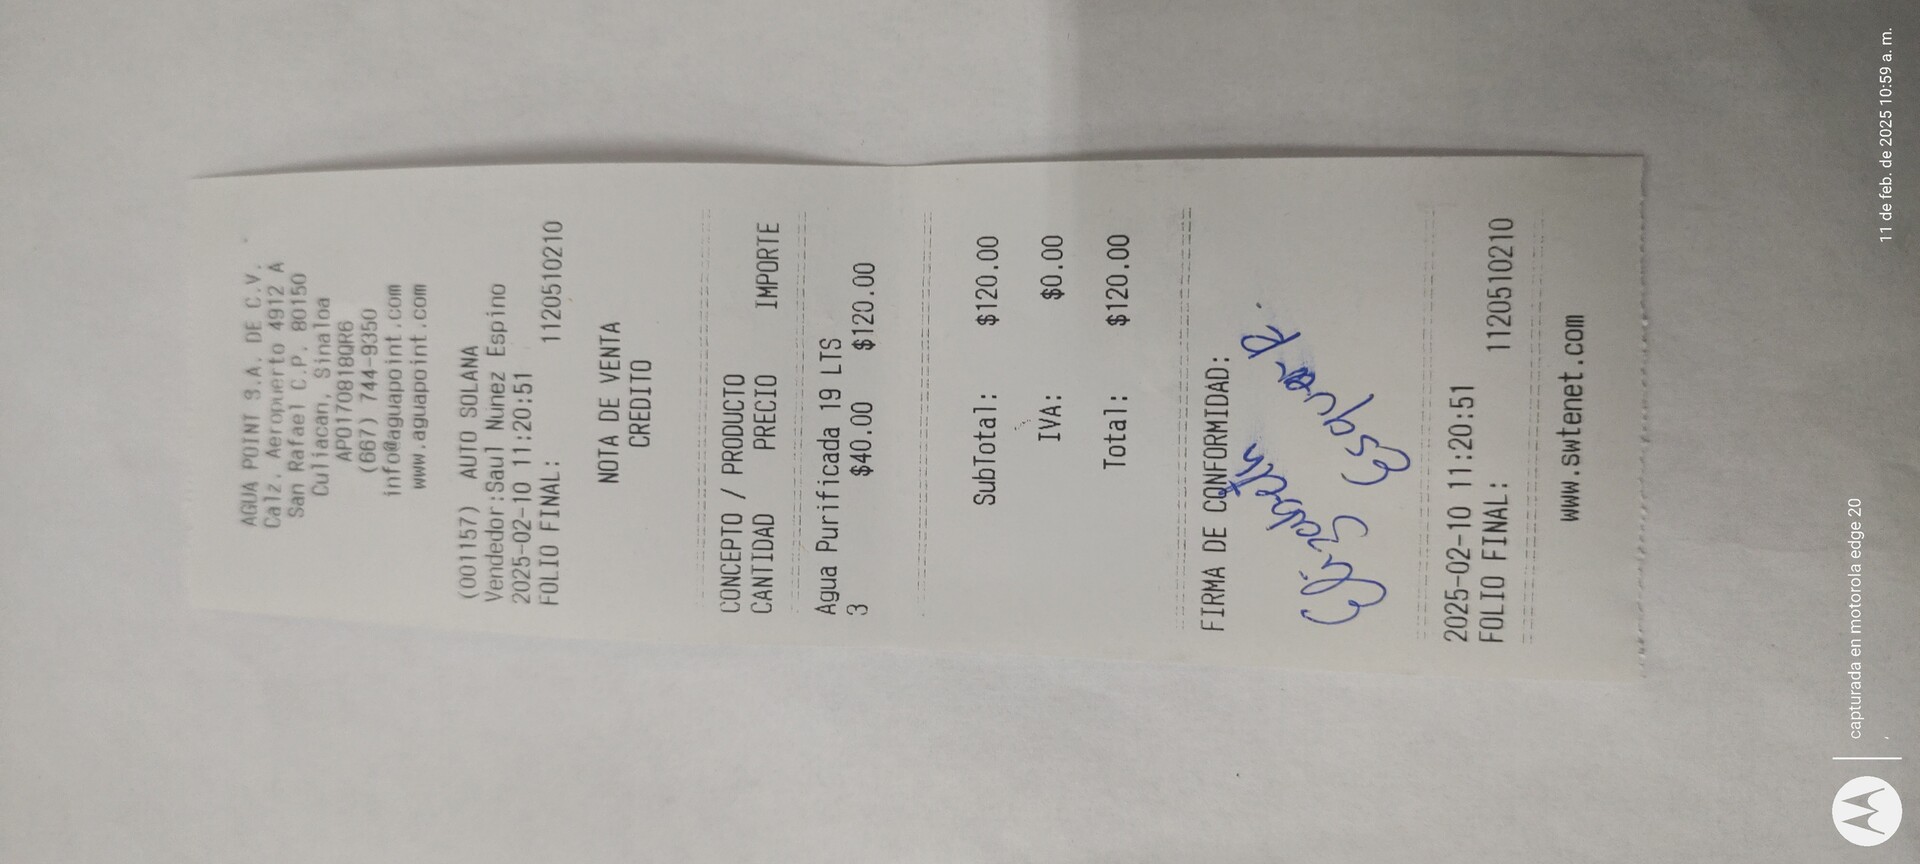 AGUA POINT S.A. DE C.V.
Calz. Aeropuerto 4912 A
San Rafael C.P. 80150
Culiacan, Sinaloa
APO170818QR6
(667) 744-9350
info@aguapoint.com
www.aguapoint.com
(001157) AUTO SOLANA
Vendedor:Saul Nunez Espino
2025-02-10 11:20:51
FOLIO FINAL: 1120510210
NOTA DE VENTA
CREDITO
CONCEPTO / PRODUCTO
CANTIDAD PRECIO IMPORTE
Agua Purificada 19 LTS
3 $40.00 $120.00
SubTotal: $120.00
IVA: $0.00
Total: $120.00
FIRMA DE CONFORMIDAD:
Elizabeth
R.
2025-02-10 11:20:51
FOLIO FINAL: 1120510210
www.swtenet.com
capturada en motorola edge 20
11 de feb. de 2025 10:59 a. m.